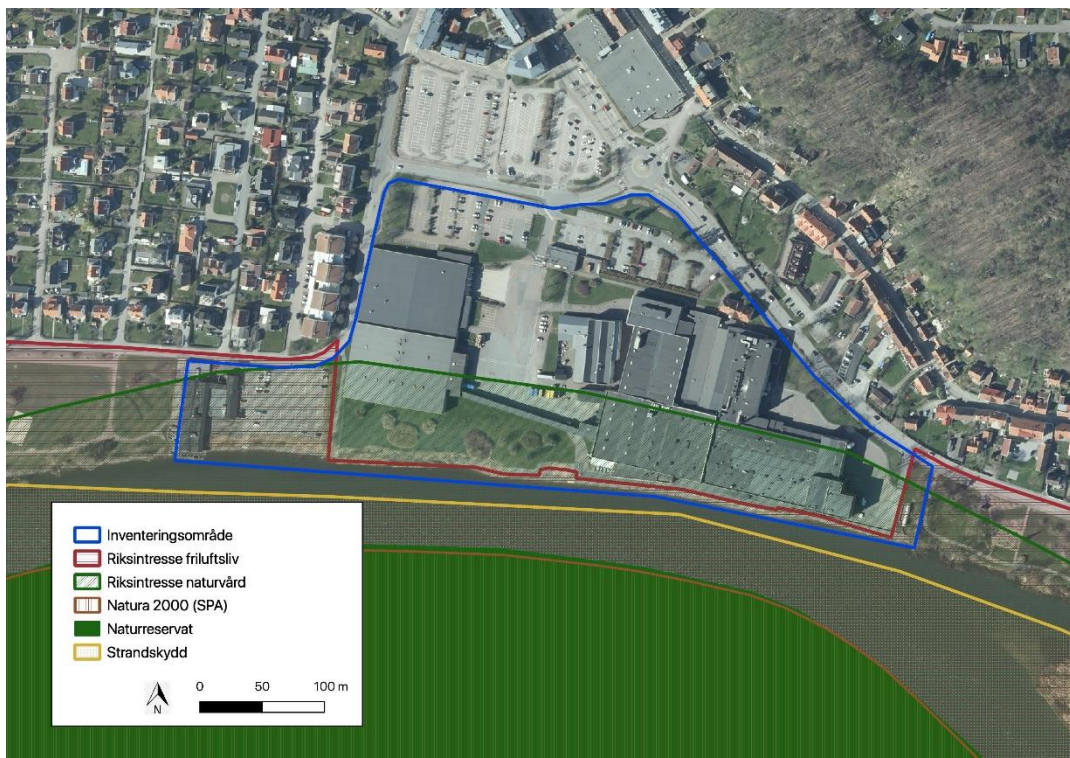 Inventeringsområde
Riksintresse friluftsliv
Riksintresse naturvård
Natura 2000 (SPA)
Naturreservat
Strandskydd
N
0 50 100 m